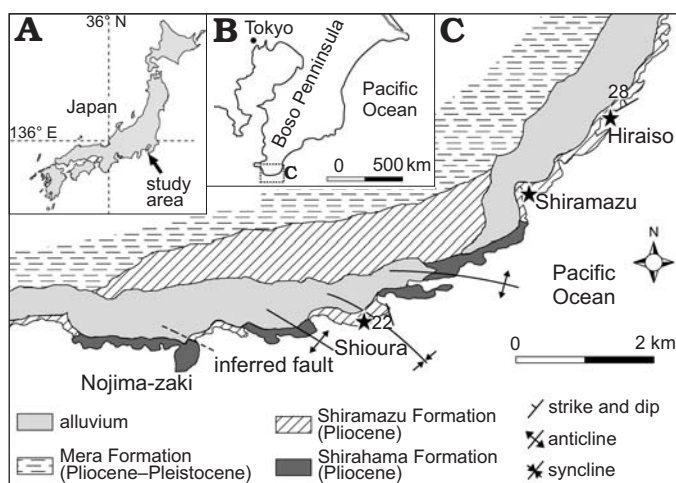 A
36° N
Japan
136° E
study
area
B
Tokyo
Boso Penninsula
Pacific
Ocean
C
0 500 km
C
28
Hiraiso
Shiramazu
N
Pacific
Ocean
22
Shioura
inferred fault
Nojima-zaki
0 2 km
alluvium
Mera Formation
(Pliocene–Pleistocene)
Shiramazu Formation
(Pliocene)
Shirahama Formation
(Pliocene)
strike and dip
anticline
syncline